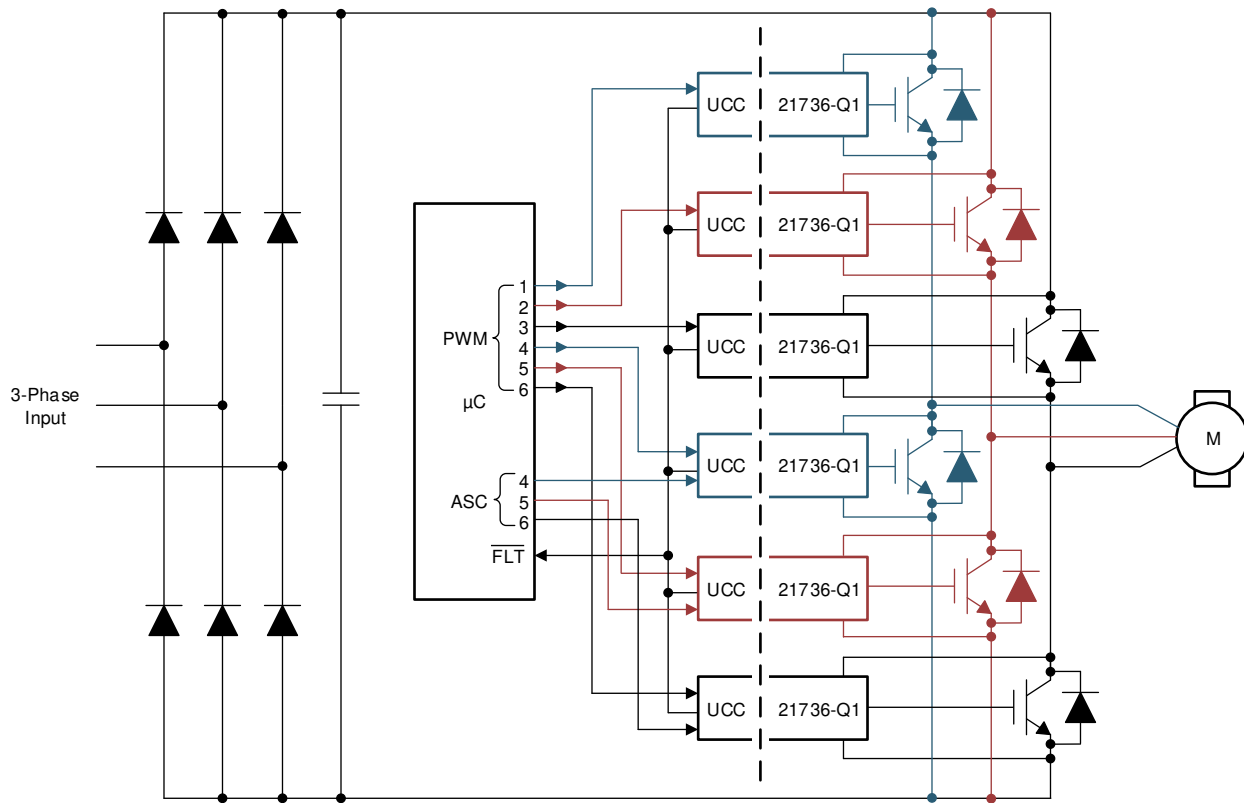 UCC 21736-Q1
UCC 21736-Q1
1
2
3
4
5
6
PWM
µC
UCC 21736-Q1
3-Phase
Input
M
UCC 21736-Q1
ASC
4
5
6
FLT
UCC 21736-Q1
UCC 21736-Q1